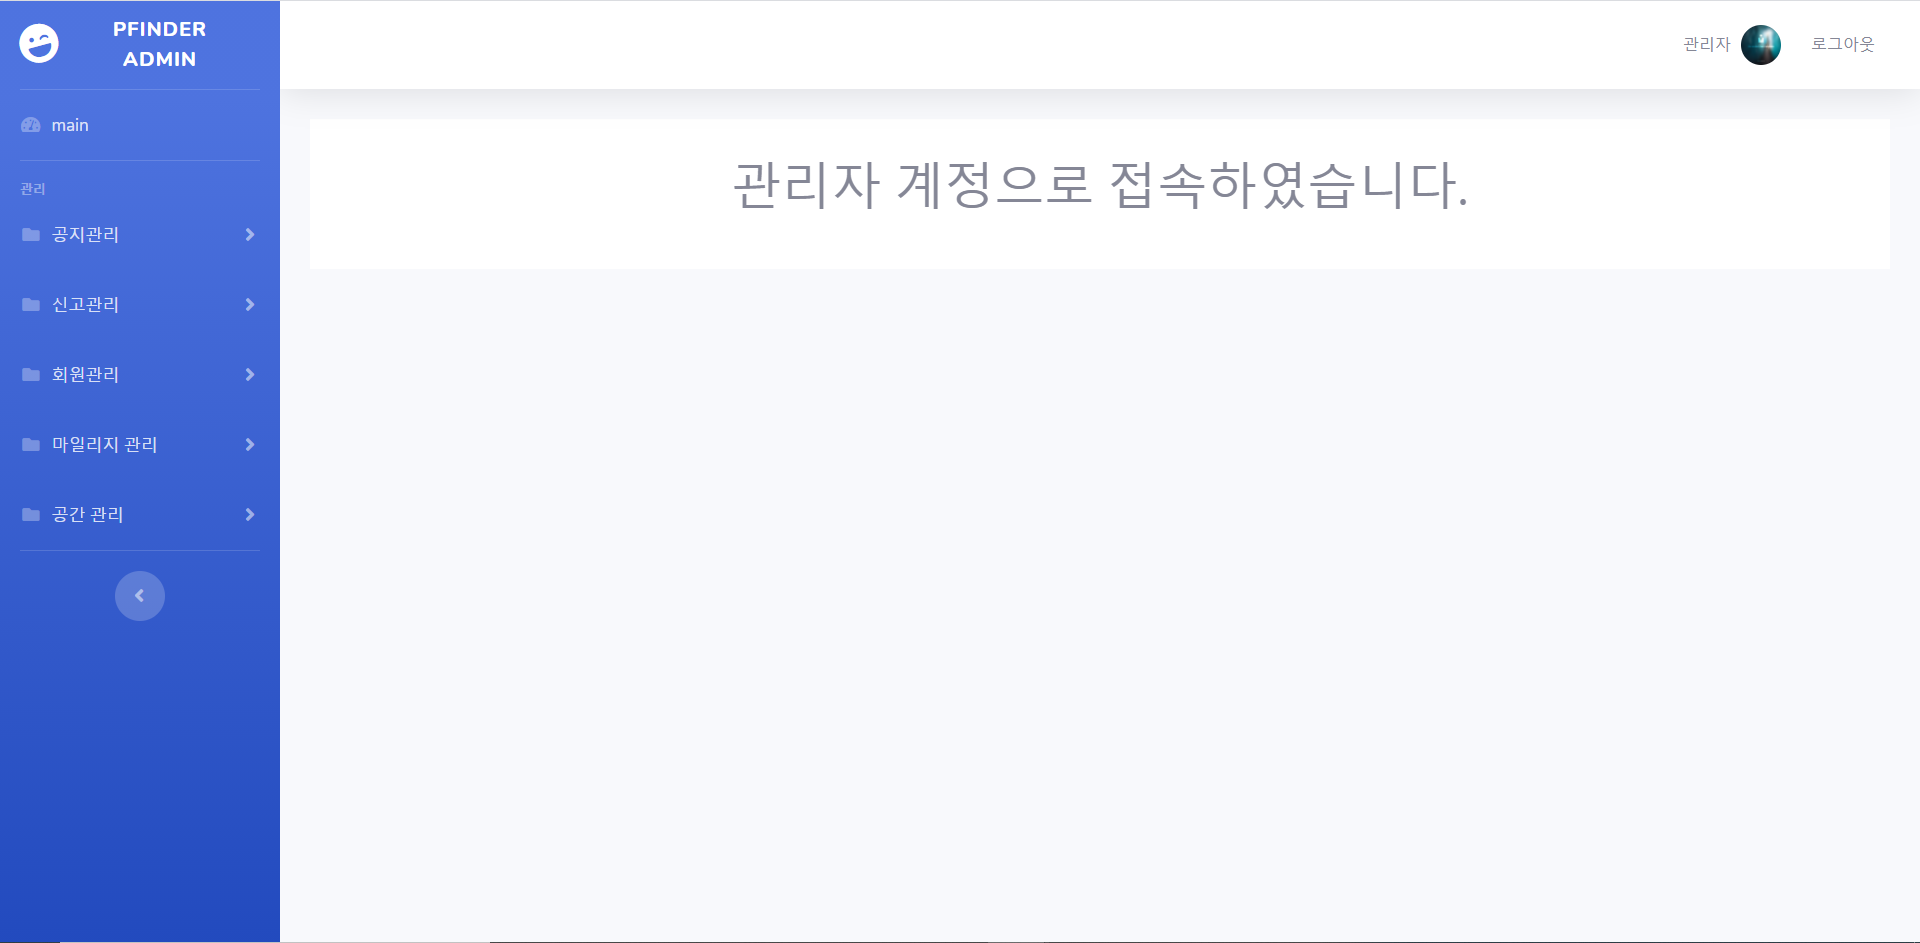 PFINDER
ADMIN
관리자
로그아웃
main
관리
공지관리
신고관리
회원관리
마일리지 관리
공간 관리
관리자 계정으로 접속하였습니다.